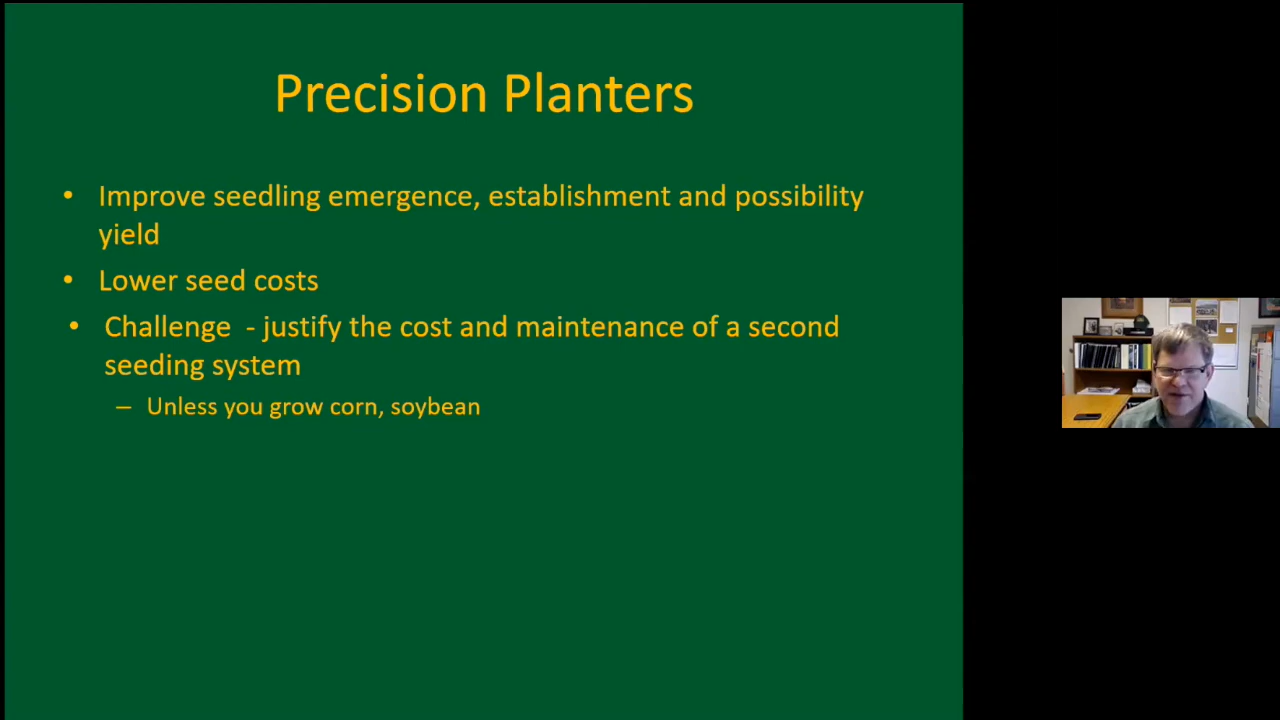 Precision Planters
• Improve seedling emergence, establishment and possibility
yield
• Lower seed costs
• Challenge - justify the cost and maintenance of a second
seeding system
– Unless you grow corn, soybean